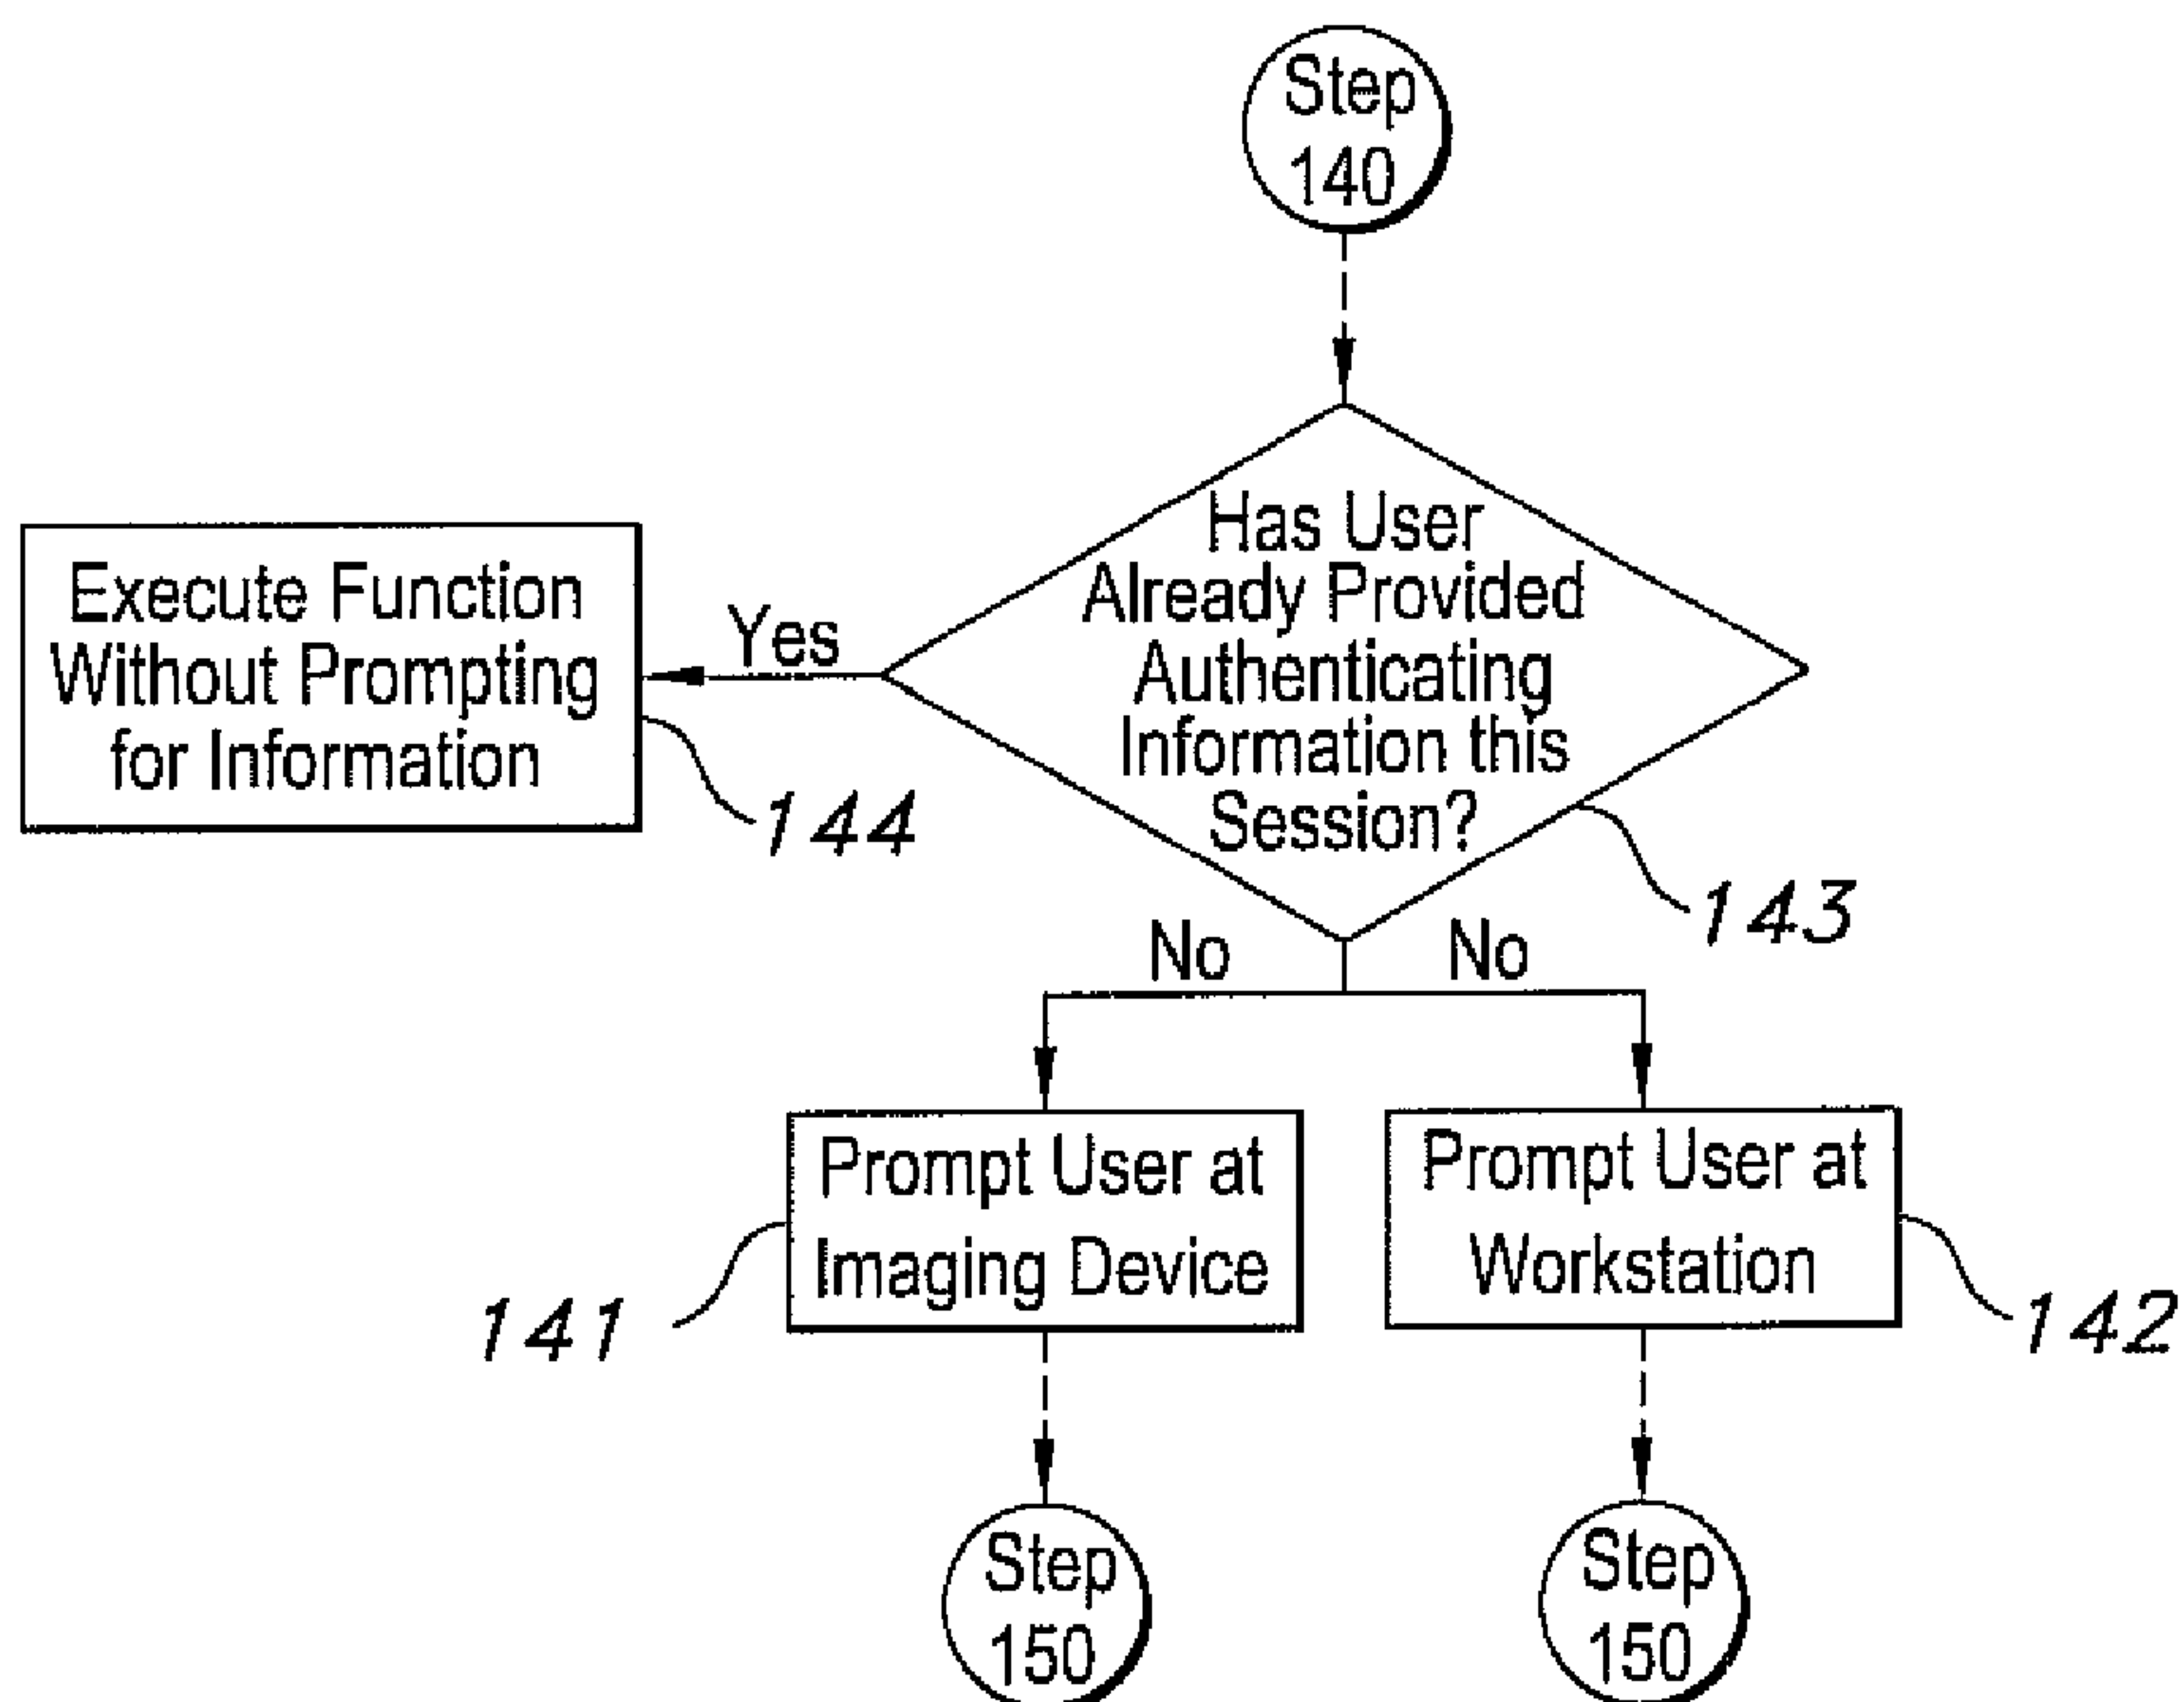 Step
140
Has User
Already Provided
Authenticating
Information this
Session?
143
Yes
Execute Function
Without Prompting
for Information
144
No
No
Prompt User at
Imaging Device
141
Prompt User at
Workstation
142
Step
150
Step
150